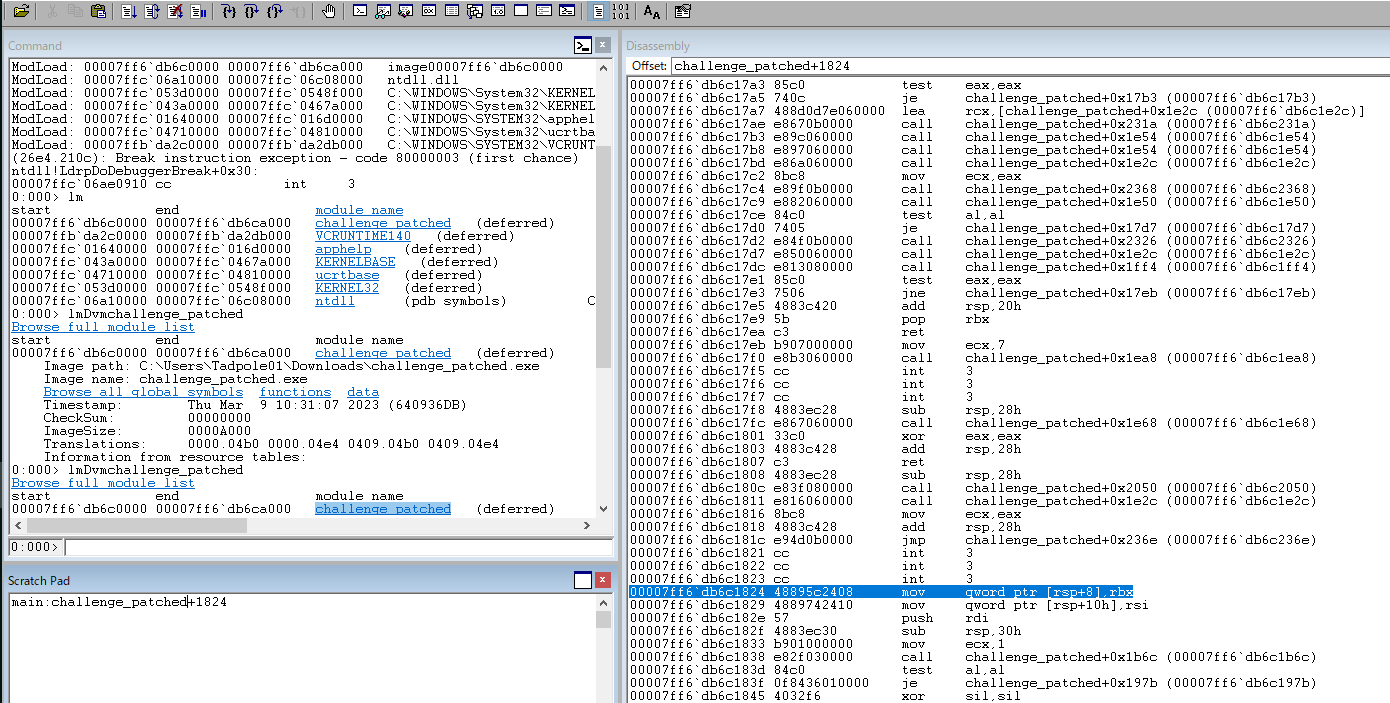 Command
ModLoad: 00007ff6`db6c0000 00007ff6`db6ca000   image00007ff6`db6c0000
ModLoad: 00007ffc`06a10000 00007ffc`06c08000   ntdll.dll
ModLoad: 00007ffc`053d0000 00007ffc`0548f000   C:\WINDOWS\System32\KERNEL
ModLoad: 00007ffc`043a0000 00007ffc`0467a000   C:\WINDOWS\System32\KERNEL
ModLoad: 00007ffc`01640000 00007ffc`016d0000   C:\WINDOWS\SYSTEM32\apphel
ModLoad: 00007ffc`04710000 00007ffc`04810000   C:\WINDOWS\System32\ucrtba
ModLoad: 00007ffb`da2c0000 00007ffb`da2db000   C:\WINDOWS\SYSTEM32\VCRUNT
(26e4.210c): Break instruction exception - code 80000003 (first chance)
ntdll!LdrpDoDebuggerBreak+0x30:
00007ffc`06ae0910 cc              int     3
0:000> lm
start             end                 module name
00007ff6`db6c0000 00007ff6`db6ca000   challenge_patched   (deferred)
00007ffb`da2c0000 00007ffb`da2db000   VCRUNTIME140   (deferred)
00007ffc`01640000 00007ffc`016d0000   apphelp    (deferred)
00007ffc`043a0000 00007ffc`0467a000   KERNELBASE   (deferred)
00007ffc`04710000 00007ffc`04810000   ucrtbase   (deferred)
00007ffc`053d0000 00007ffc`0548f000   KERNEL32   (deferred)
00007ffc`06a10000 00007ffc`06c08000   ntdll      (pdb symbols)          C
0:000> lmDvmchallenge_patched
Browse full module list
start             end                 module name
00007ff6`db6c0000 00007ff6`db6ca000   challenge_patched   (deferred)
Image path: C:\Users\Tadpole01\Downloads\challenge_patched.exe
Image name: challenge_patched.exe
Browse all global symbols  functions  data
Timestamp:        Thu Mar  9 10:31:07 2023 (640936DB)
CheckSum:         00000000
ImageSize:        0000A000
Translations:     0000.04b0 0000.04e4 0409.04b0 0409.04e4
Information from resource tables:
0:000> lmDvmchallenge_patched
Browse full module list
start             end                 module name
00007ff6`db6c0000 00007ff6`db6ca000   challenge_patched   (deferred)
0:000>
Scratch Pad
main:challenge_patched+1824
Disassembly
Offset: challenge_patched+1824
00007ff6`db6c17a3 85c0            test    eax,eax
00007ff6`db6c17a5 740c            je      challenge_patched+0x17b3 (00007ff6`db6c17b3)
00007ff6`db6c17a7 488d0d7e060000  lea     rcx,[challenge_patched+0x1e2c (00007ff6`db6c1e2c)]
00007ff6`db6c17ae e8670b0000      call    challenge_patched+0x231a (00007ff6`db6c231a)
00007ff6`db6c17b3 e89c060000      call    challenge_patched+0x1e54 (00007ff6`db6c1e54)
00007ff6`db6c17b8 e897060000      call    challenge_patched+0x1e54 (00007ff6`db6c1e54)
00007ff6`db6c17bd e86a060000      call    challenge_patched+0x1e2c (00007ff6`db6c1e2c)
00007ff6`db6c17c2 8bc8            mov     ecx,eax
00007ff6`db6c17c4 e89f0b0000      call    challenge_patched+0x2368 (00007ff6`db6c2368)
00007ff6`db6c17c9 e882060000      call    challenge_patched+0x1e50 (00007ff6`db6c1e50)
00007ff6`db6c17ce 84c0            test    al,al
00007ff6`db6c17d0 7405            je      challenge_patched+0x17d7 (00007ff6`db6c17d7)
00007ff6`db6c17d2 e84f0b0000      call    challenge_patched+0x2326 (00007ff6`db6c2326)
00007ff6`db6c17d7 e850060000      call    challenge_patched+0x1e2c (00007ff6`db6c1e2c)
00007ff6`db6c17dc e813080000      call    challenge_patched+0x1ff4 (00007ff6`db6c1ff4)
00007ff6`db6c17e1 85c0            test    eax,eax
00007ff6`db6c17e3 7506            jne     challenge_patched+0x17eb (00007ff6`db6c17eb)
00007ff6`db6c17e5 4883c420        add     rsp,20h
00007ff6`db6c17e9 5b              pop     rbx
00007ff6`db6c17ea c3              ret
00007ff6`db6c17eb b907000000      mov     ecx,7
00007ff6`db6c17f0 e8b3060000      call    challenge_patched+0x1ea8 (00007ff6`db6c1ea8)
00007ff6`db6c17f5 cc              int     3
00007ff6`db6c17f6 cc              int     3
00007ff6`db6c17f7 cc              int     3
00007ff6`db6c17f8 4883ec28        sub     rsp,28h
00007ff6`db6c17fc e867060000      call    challenge_patched+0x1e68 (00007ff6`db6c1e68)
00007ff6`db6c1801 33c0            xor     eax,eax
00007ff6`db6c1803 4883c428        add     rsp,28h
00007ff6`db6c1807 c3              ret
00007ff6`db6c1808 4883ec28        sub     rsp,28h
00007ff6`db6c180c e83f080000      call    challenge_patched+0x2050 (00007ff6`db6c2050)
00007ff6`db6c1811 e816060000      call    challenge_patched+0x1e2c (00007ff6`db6c1e2c)
00007ff6`db6c1816 8bc8            mov     ecx,eax
00007ff6`db6c1818 4883c428        add     rsp,28h
00007ff6`db6c181c e94d0b0000      jmp     challenge_patched+0x236e (00007ff6`db6c236e)
00007ff6`db6c1821 cc              int     3
00007ff6`db6c1822 cc              int     3
00007ff6`db6c1823 cc              int     3
00007ff6`db6c1824 48895c2408      mov     qword ptr [rsp+8],rbx
00007ff6`db6c1829 4889742410      mov     qword ptr [rsp+10h],rsi
00007ff6`db6c182e 57              push    rdi
00007ff6`db6c182f 4883ec30        sub     rsp,30h
00007ff6`db6c1833 b901000000      mov     ecx,1
00007ff6`db6c1838 e82f030000      call    challenge_patched+0x1b6c (00007ff6`db6c1b6c)
00007ff6`db6c183d 84c0            test    al,al
00007ff6`db6c183f 0f8436010000    je      challenge_patched+0x197b (00007ff6`db6c197b)
00007ff6`db6c1845 4032f6          xor     sil,sil